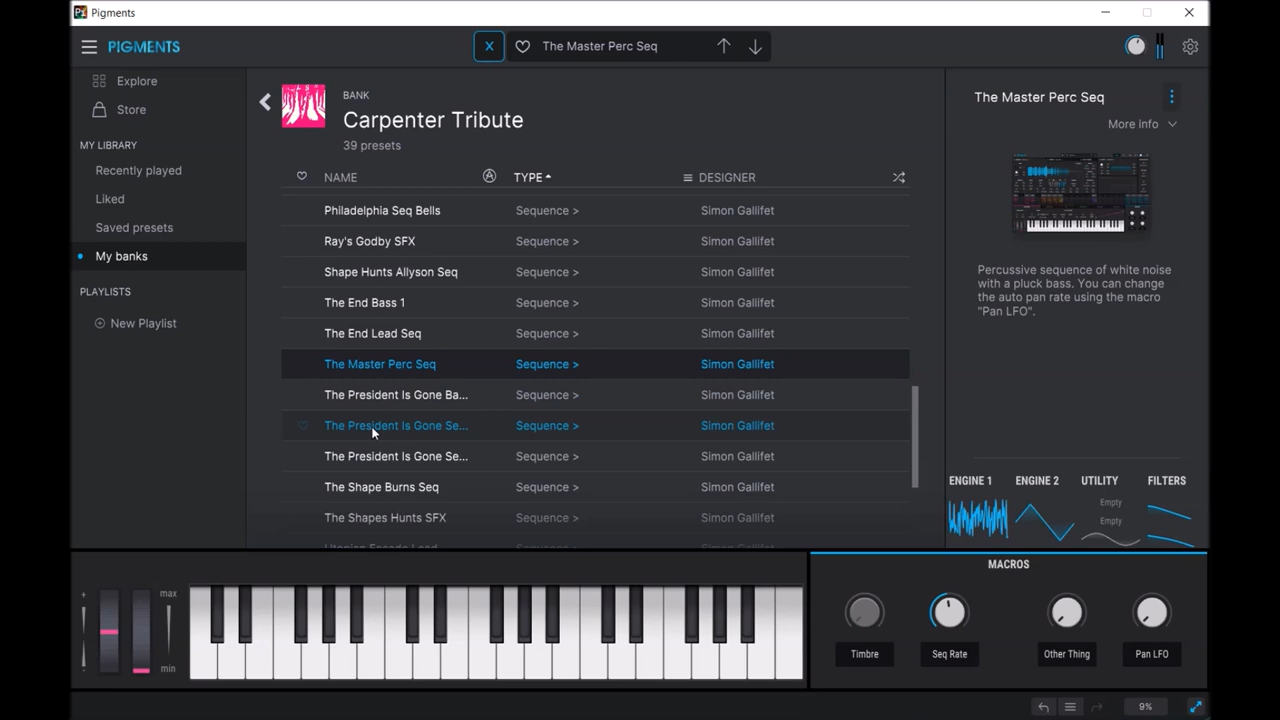 Pigments
PIGMENTS
X
The Master Perc Seq
Explore
Store
MY LIBRARY
Recently played
Liked
Saved presets
My banks
PLAYLISTS
New Playlist
BANK
Carpenter Tribute
39 presets
NAME TYPE DESIGNER
Philadelphia Seq Bells Sequence > Simon Gallifet
Ray's Godby SFX Sequence > Simon Gallifet
Shape Hunts Allyson Seq Sequence > Simon Gallifet
The End Bass 1 Sequence > Simon Gallifet
The End Lead Seq Sequence > Simon Gallifet
The Master Perc Seq Sequence > Simon Gallifet
The President Is Gone Ba... Sequence > Simon Gallifet
The President Is Gone Se... Sequence > Simon Gallifet
The President Is Gone Se... Sequence > Simon Gallifet
The Shape Burns Seq Sequence > Simon Gallifet
The Shapes Hunts SFX Sequence > Simon Gallifet
The Master Perc Seq
More info
Percussive sequence of white noise
with a pluck bass. You can change
the auto pan rate using the macro
"Pan LFO".
ENGINE 1 ENGINE 2 UTILITY FILTERS
Empty
Empty
+
-
max
min
MACROS
Timbre Seq Rate Other Thing Pan LFO
9%